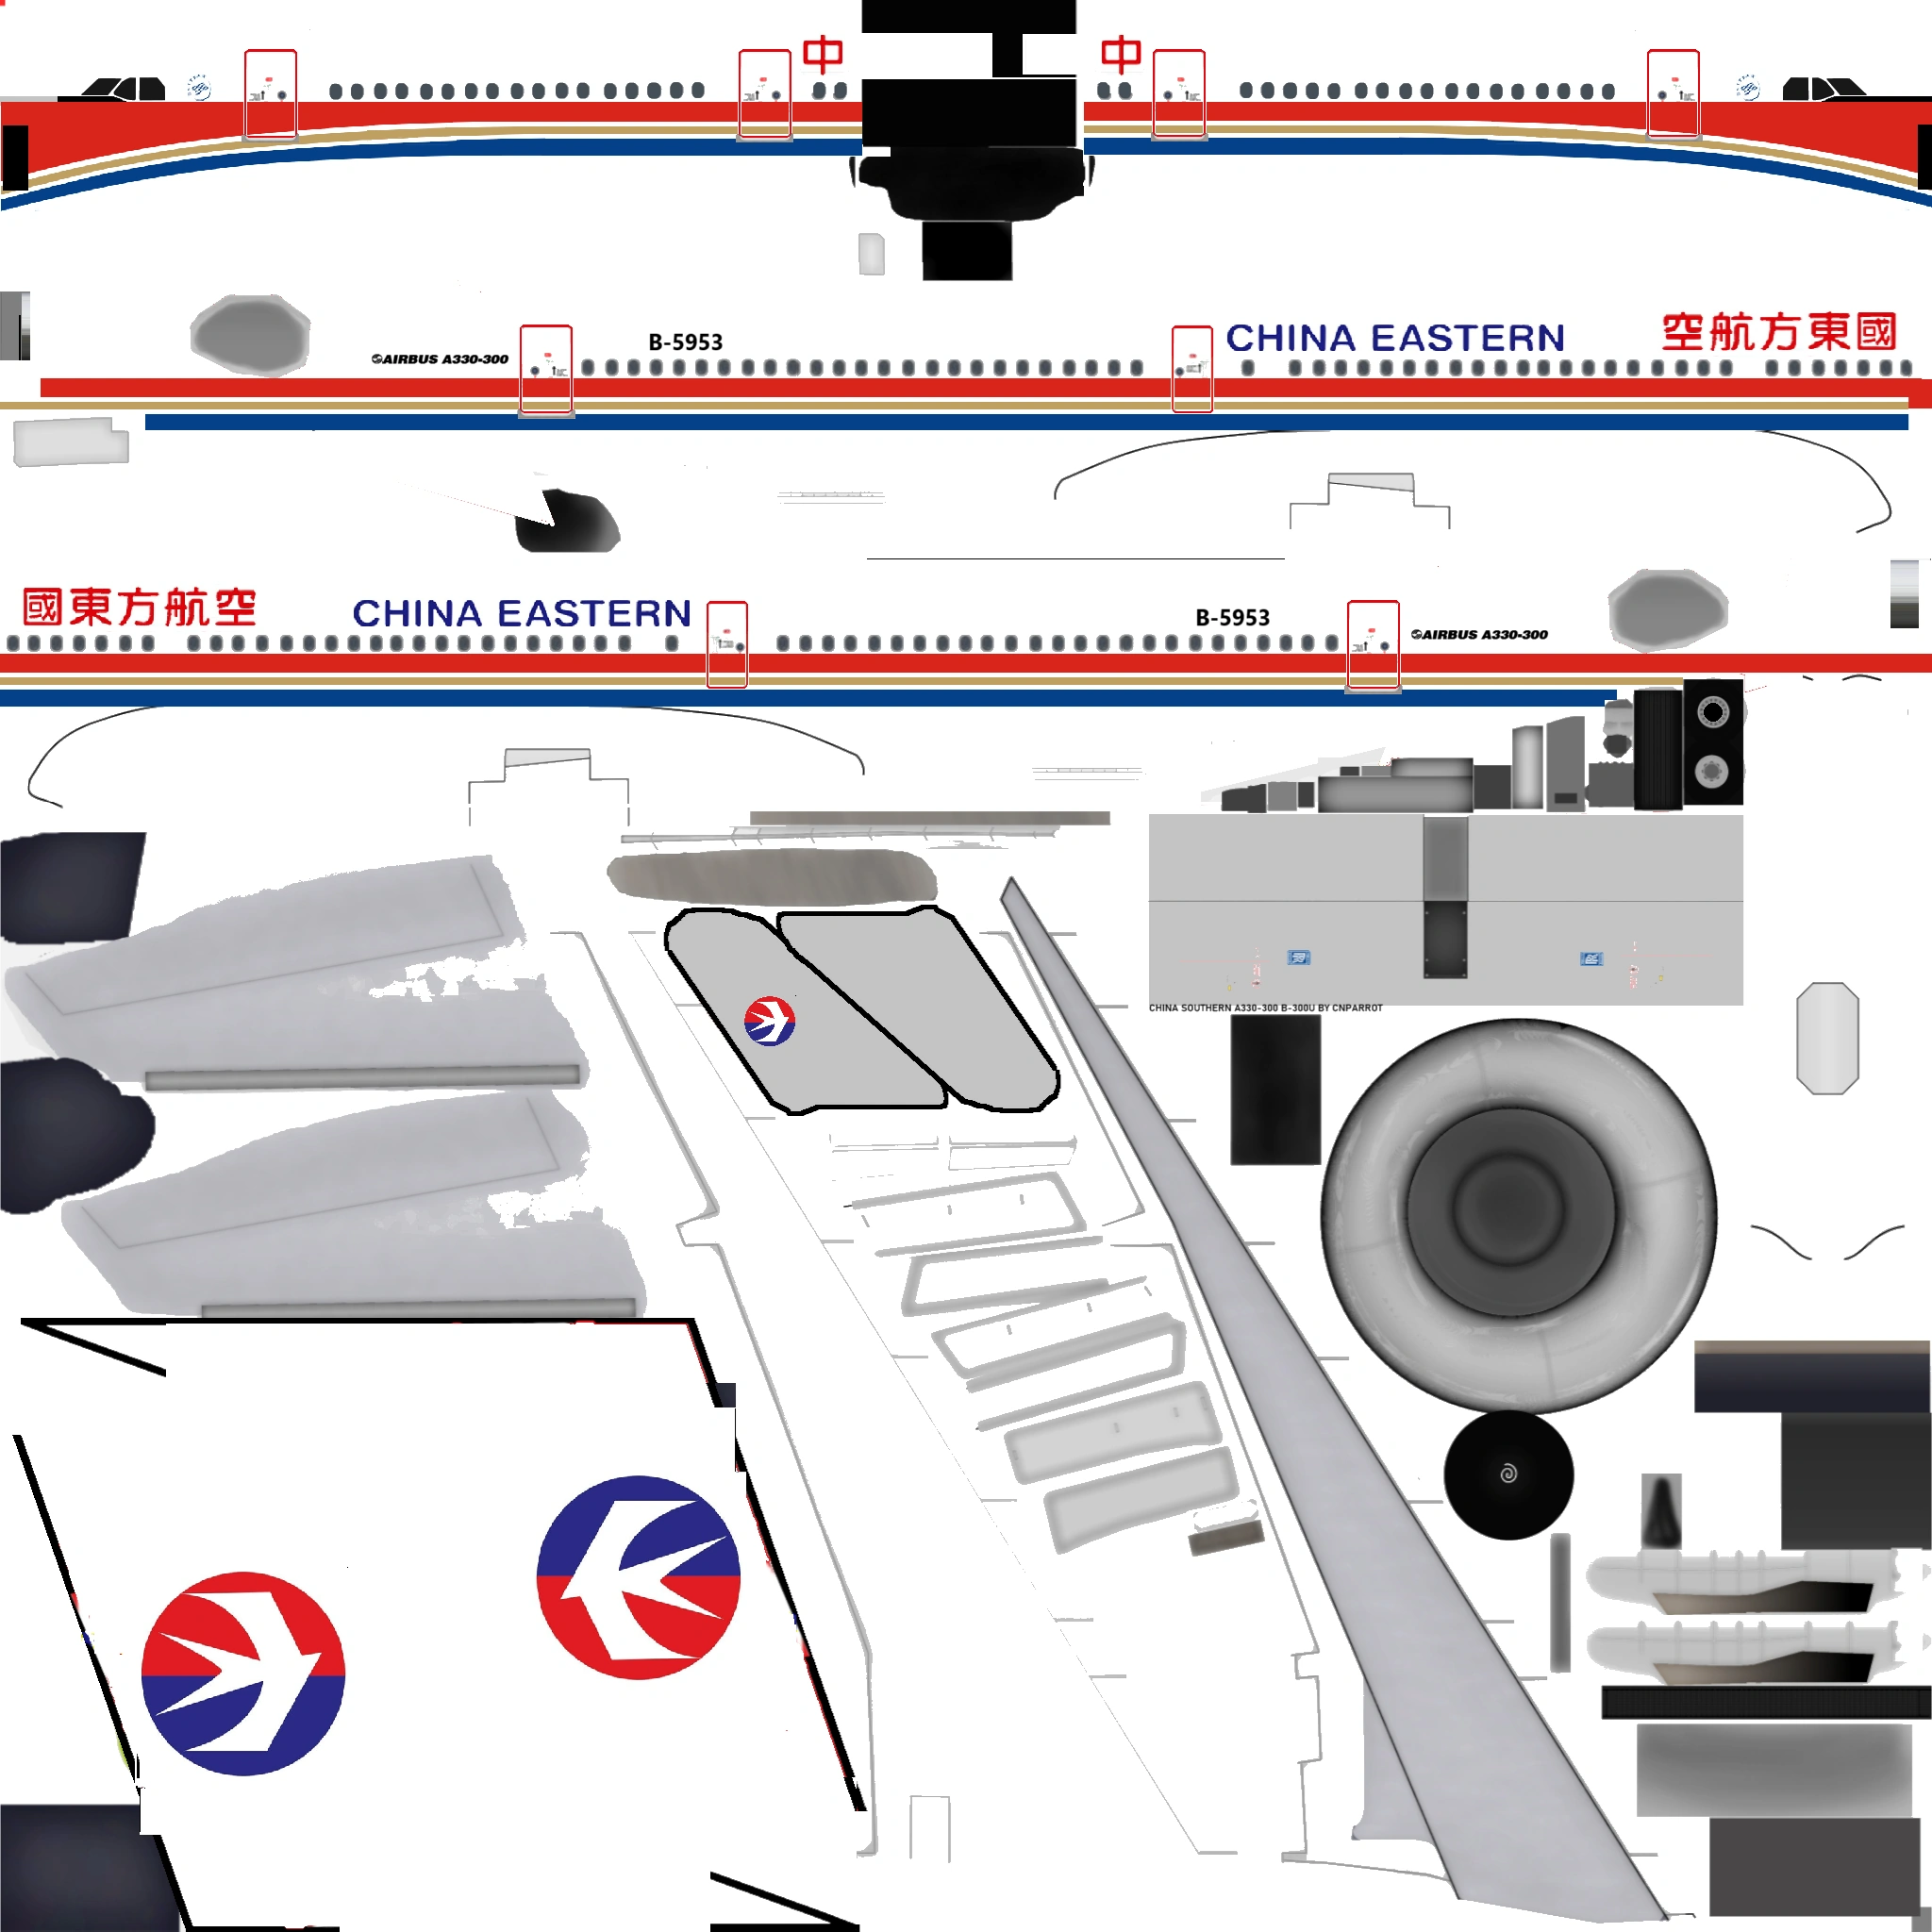 中
中
B-5953
AIRBUS A330-300
CHINA EASTERN
空航方東國
國東方航空
CHINA EASTERN
B-5953
AIRBUS A330-300
CHINA SOUTHERN A330-300 B-300U BY CNPARROT